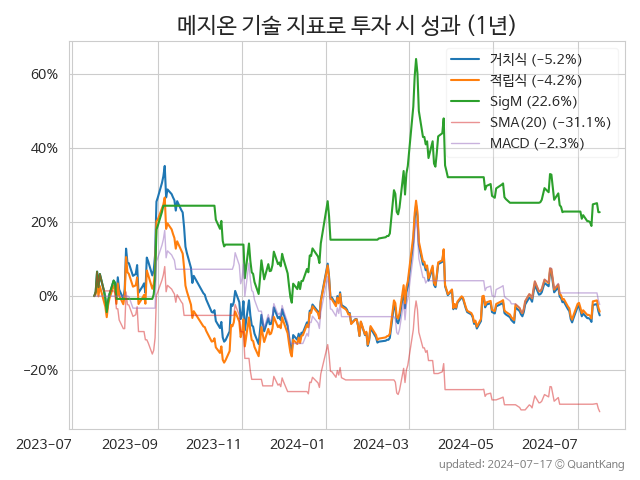 메지온 기술 지표로 투자 시 성과 (1년)
거치식 (−5.2%)
적립식 (−4.2%)
SigM (22.6%)
SMA(20) (−31.1%)
MACD (−2.3%)
60%
40%
20%
0%
−20%
2023-07 2023-09 2023-11 2024-01 2024-03 2024-05 2024-07
updated: 2024-07-17 © QuantKang